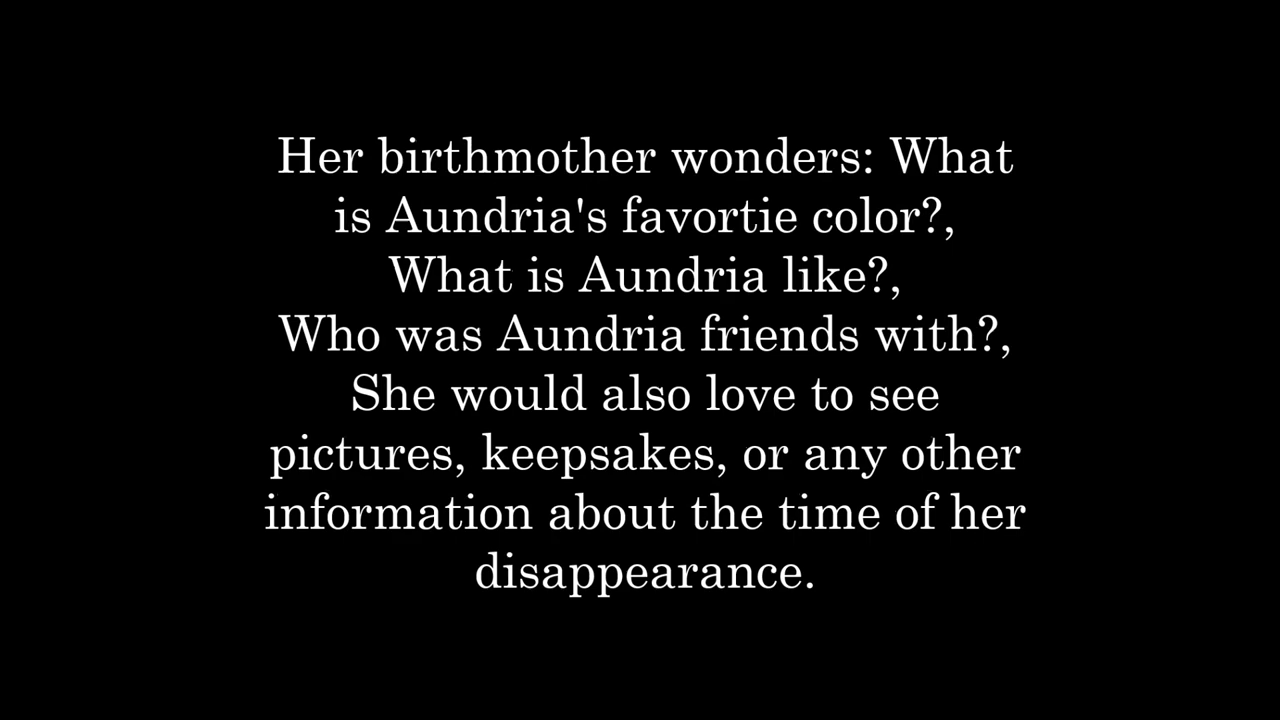 Her birthmother wonders: What
is Aundria's favortie color?,
What is Aundria like?,
Who was Aundria friends with?,
She would also love to see
pictures, keepsakes, or any other
information about the time of her
disappearance.